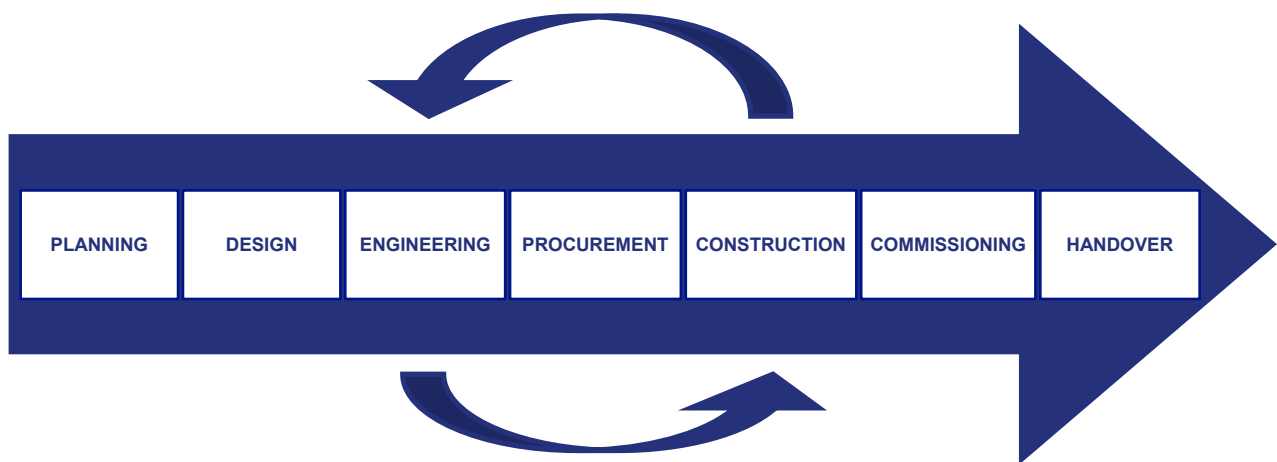 PLANNING
DESIGN
ENGINEERING
PROCUREMENT
CONSTRUCTION
COMMISSIONING
HANDOVER